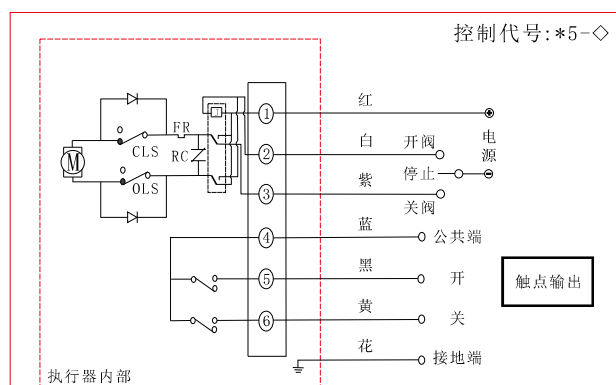 控制代号:*5-◇
红
白
开阀
电源
停止
紫
关阀
蓝
公共端
黑
开
黄
关
花
接地端
触点输出
1
2
3
4
5
6
FR
CLS
RC
M
OLS
执行器内部